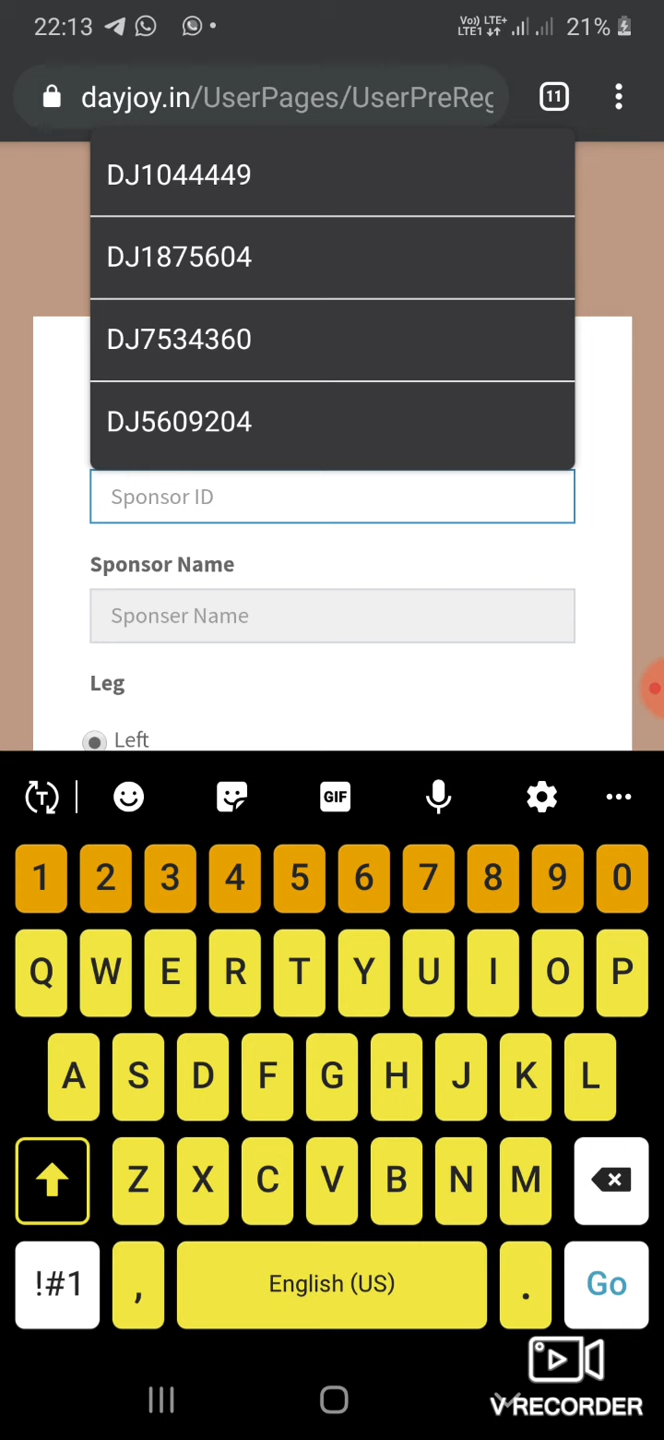 22:13
Vo)) LTE+
LTE1
21%
dayjoy.in/UserPages/UserPreReg
11
DJ1044449
DJ1875604
DJ7534360
DJ5609204
Sponsor ID
Sponsor Name
Sponser Name
Leg
Left
T
GIF
1 2 3 4 5 6 7 8 9 0
Q W E R T Y U I O P
A S D F G H J K L
Z X C V B N M
!#1 , English (US) . Go
V RECORDER